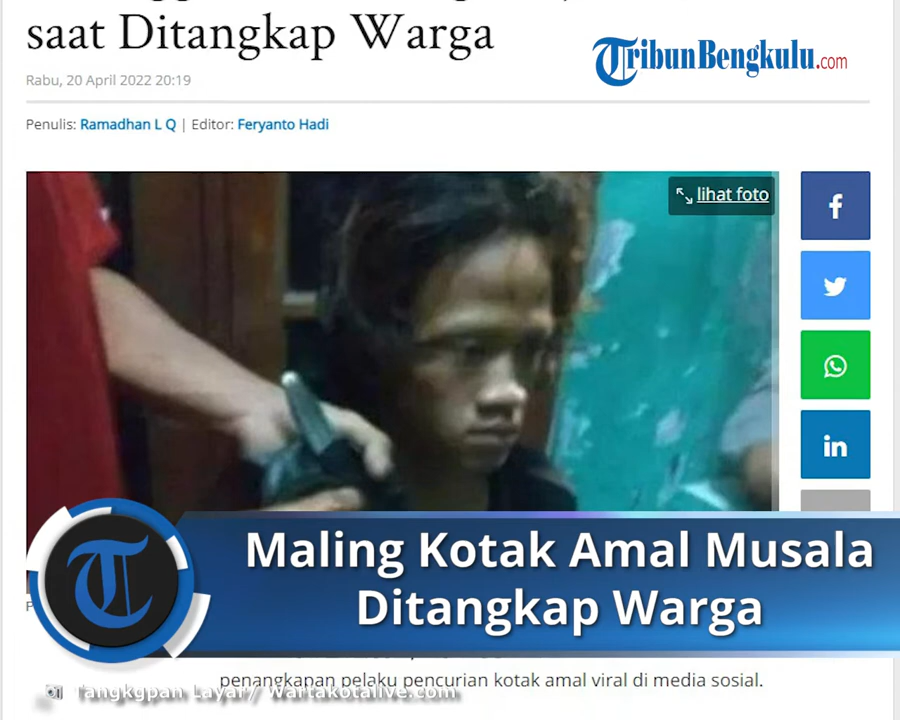 saat Ditangkap Warga
TribunBengkulu.com
Rabu, 20 April 2022 20:19
Penulis: Ramadhan L Q | Editor: Feryanto Hadi
lihat foto
Maling Kotak Amal Musala
Ditangkap Warga
penangkapan pelaku pencurian kotak amal viral di media sosial.
Tangkgpan Layar/ Wartakotalive.com